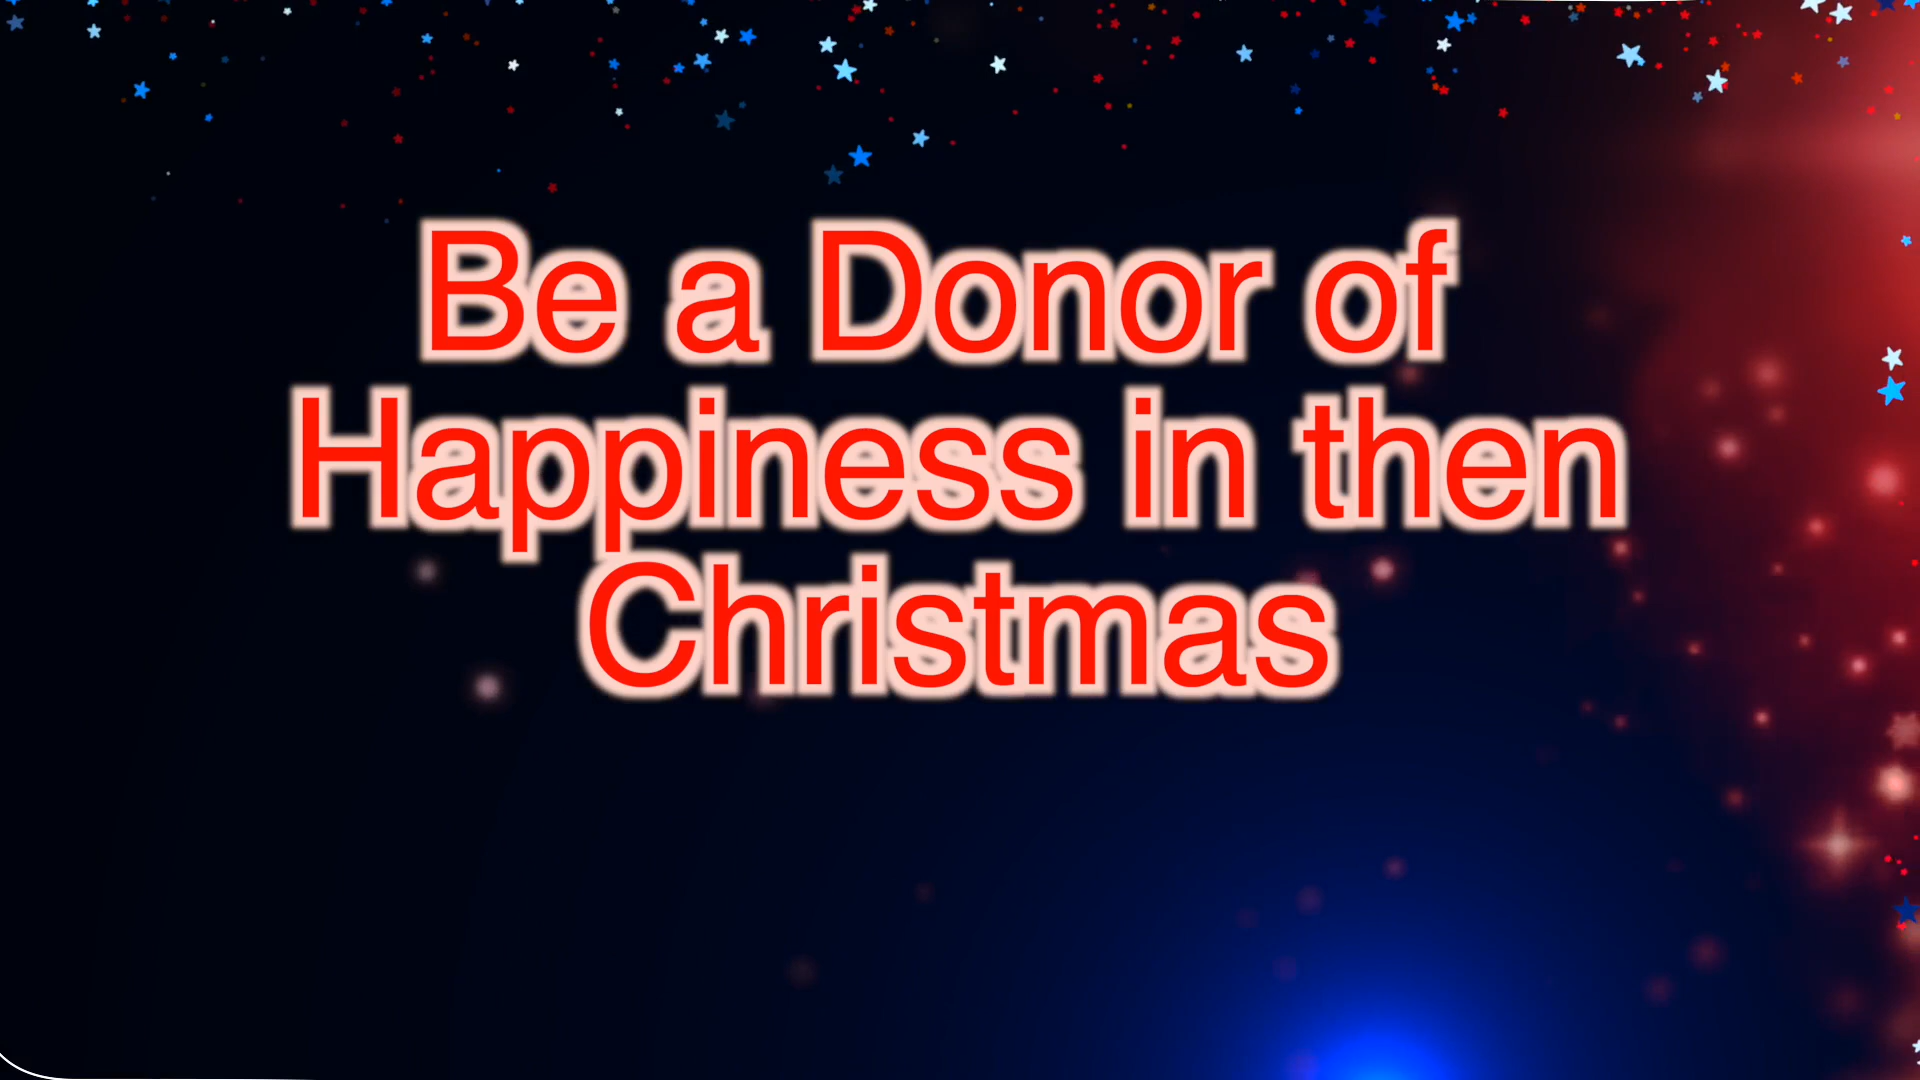 Be a Donor of
Happiness in then
Christmas